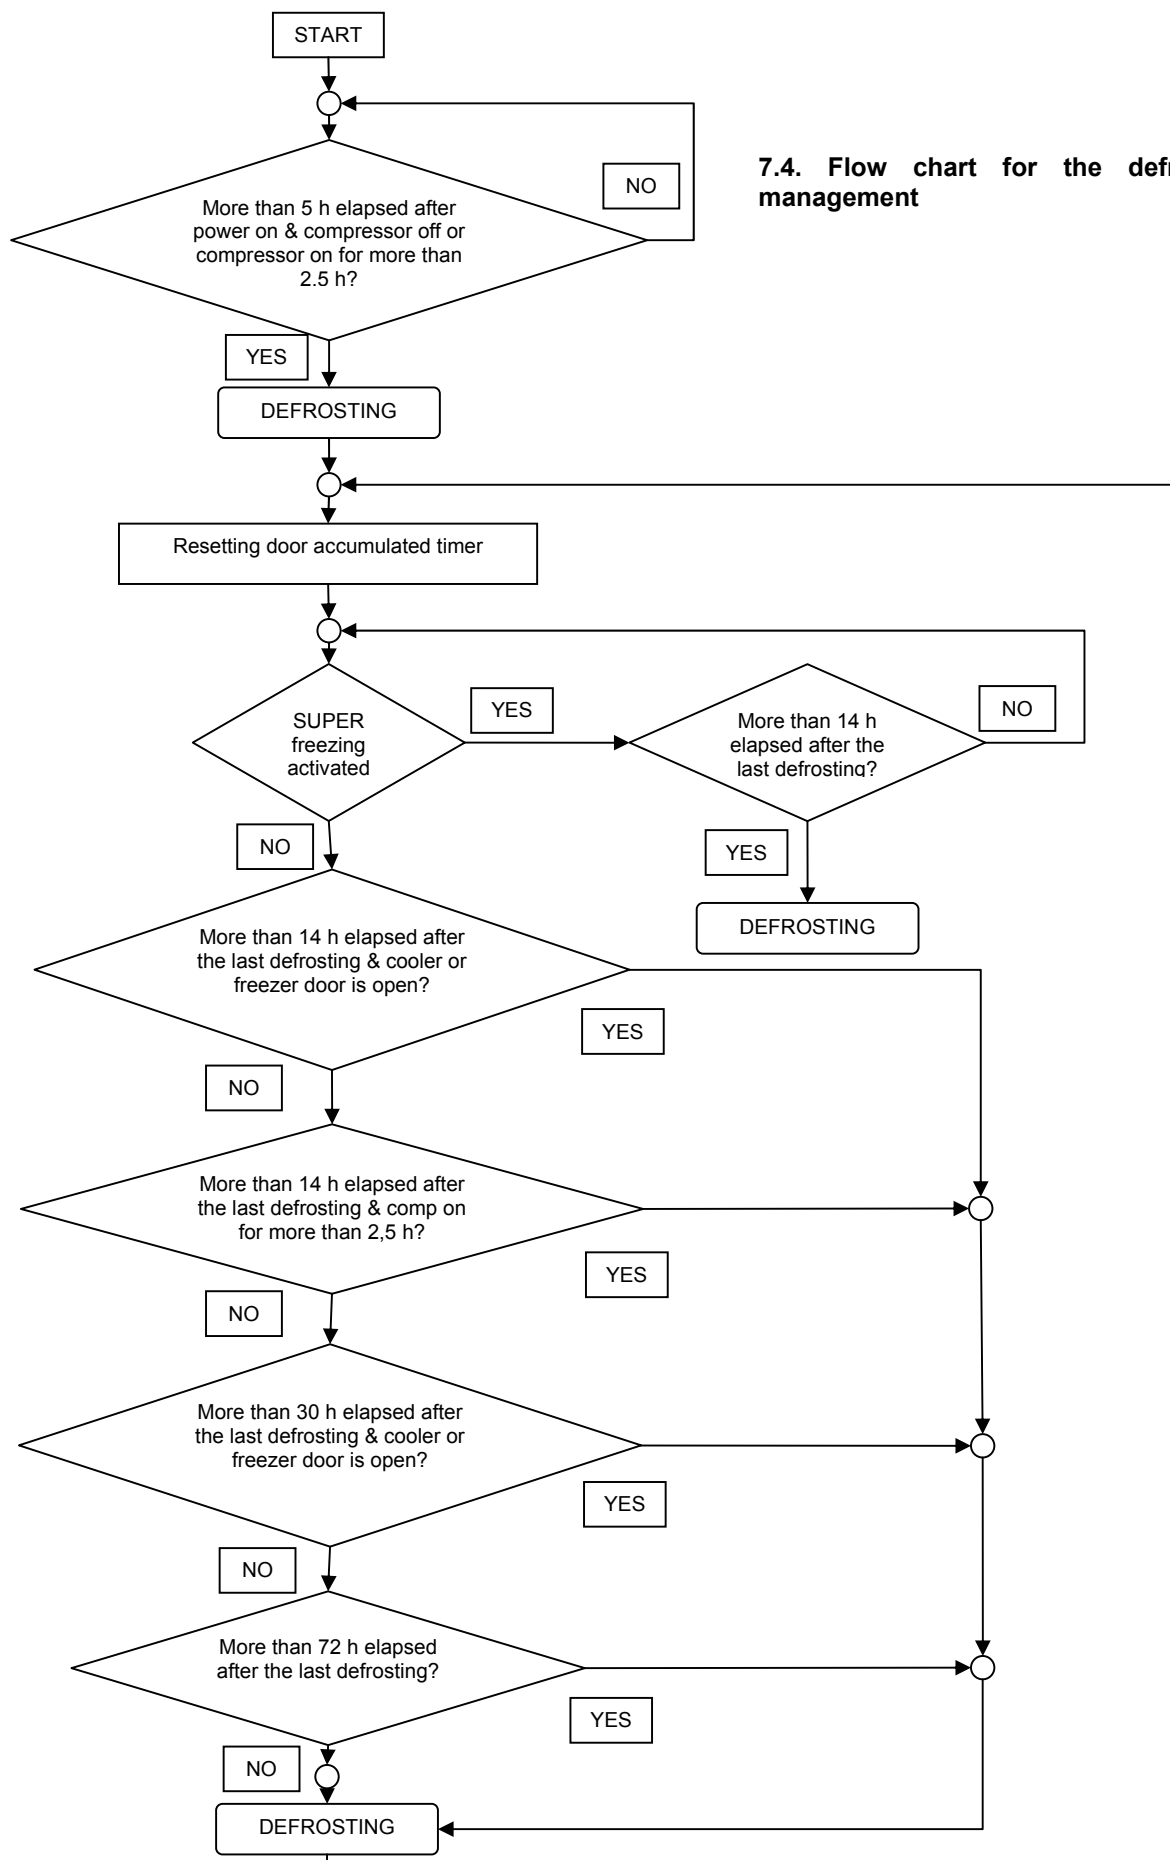 START
7.4. Flow chart for the
management
NO
More than 5 h elapsed after
power on & compressor off or
compressor on for more than
2.5 h?
YES
DEFROSTING
Resetting door accumulated timer
SUPER
freezing
activated
YES
More than 14 h
elapsed after the
last defrosting?
NO
NO
YES
DEFROSTING
More than 14 h elapsed after
the last defrosting & cooler or
freezer door is open?
YES
NO
More than 14 h elapsed after
the last defrosting & comp on
for more than 2,5 h?
YES
NO
More than 30 h elapsed after
the last defrosting & cooler or
freezer door is open?
YES
NO
More than 72 h elapsed
after the last defrosting?
YES
NO
DEFROSTING